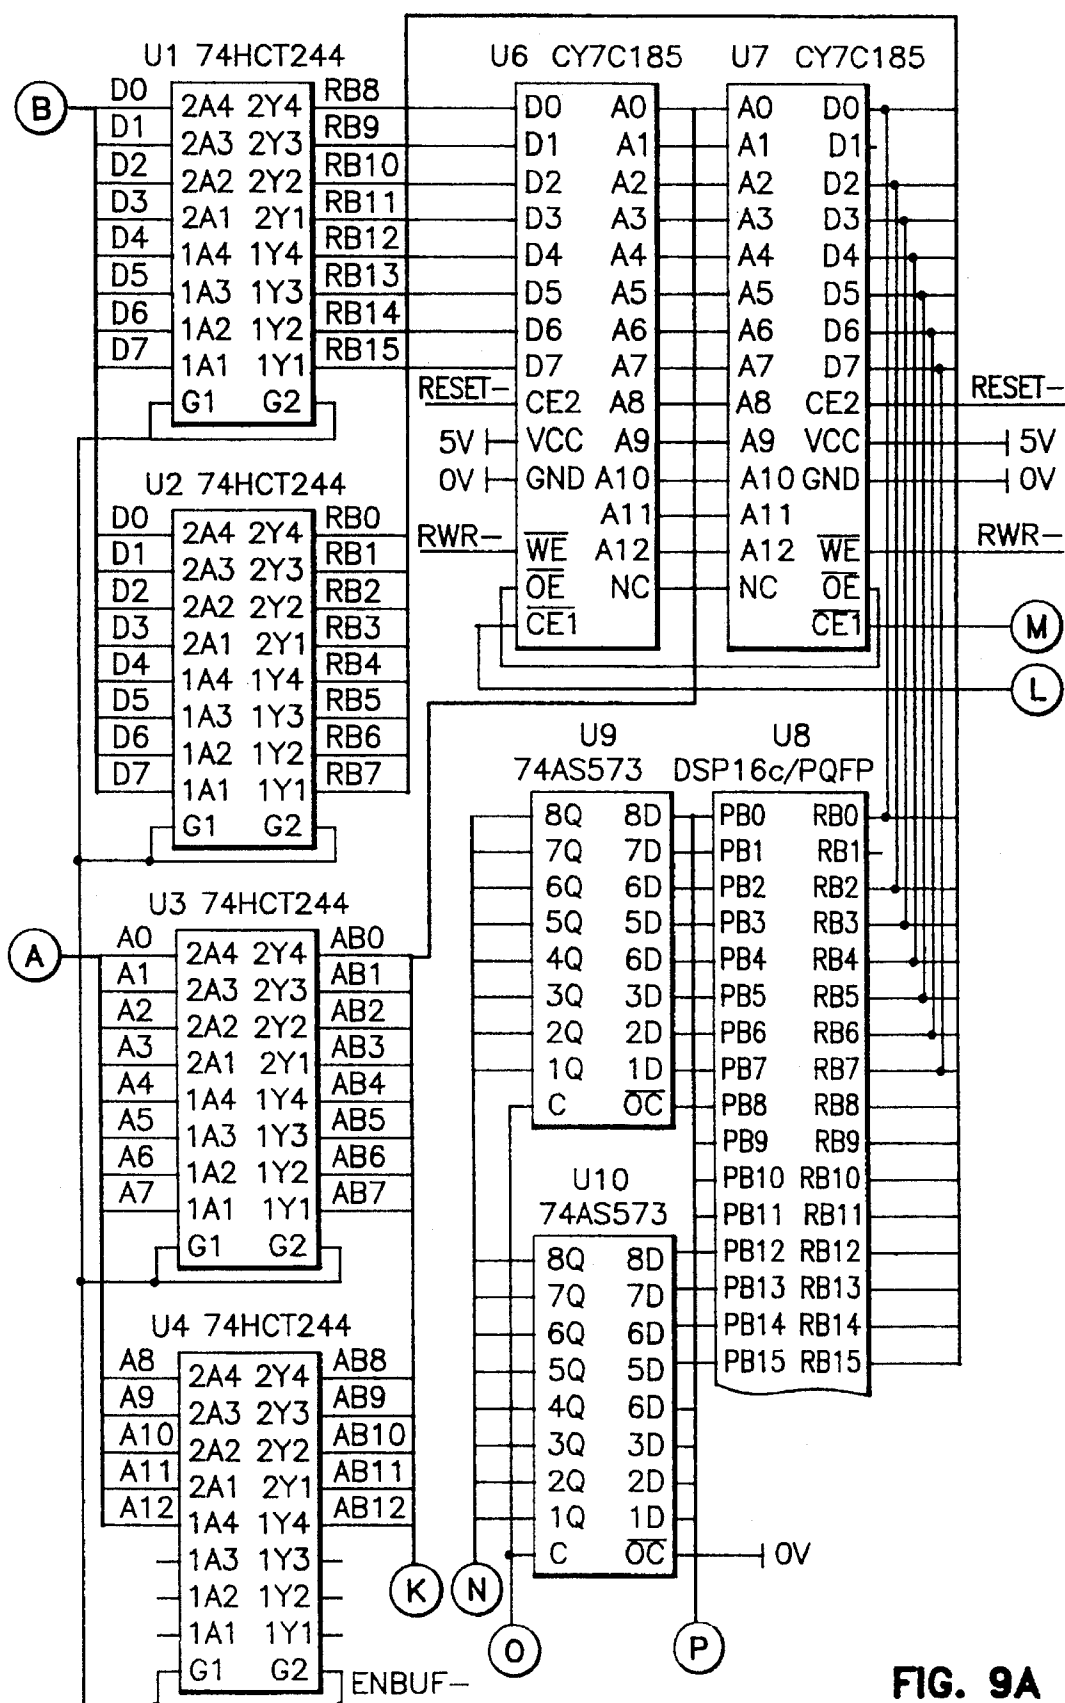 U1 74HCT244
U6 CY7C185
U7 CY7C185
B
D0 2A4 2Y4 RB8
D1 2A3 2Y3 RB9
D2 2A2 2Y2 RB10
D3 2A1 2Y1 RB11
D4 1A4 1Y4 RB12
D5 1A3 1Y3 RB13
D6 1A2 1Y2 RB14
D7 1A1 1Y1 RB15
G1 G2
D0 A0 A0 D0
D1 A1 A1 D1
D2 A2 A2 D2
D3 A3 A3 D3
D4 A4 A4 D4
D5 A5 A5 D5
D6 A6 A6 D6
D7 A7 A7 D7
RESET- CE2 A8 A8 CE2 RESET-
5V VCC A9 A9 VCC 5V
0V GND A10 A10 GND 0V
A11 A11
RWR- WE A12 A12 WE RWR-
OE NC NC OE
CE1 CE1 M
L
U2 74HCT244
D0 2A4 2Y4 RB0
D1 2A3 2Y3 RB1
D2 2A2 2Y2 RB2
D3 2A1 2Y1 RB3
D4 1A4 1Y4 RB4
D5 1A3 1Y3 RB5
D6 1A2 1Y2 RB6
D7 1A1 1Y1 RB7
G1 G2
U9
74AS573
U8
DSP16c/PQFP
8Q 8D PB0 RB0
7Q 7D PB1 RB1
6Q 6D PB2 RB2
5Q 5D PB3 RB3
4Q 6D PB4 RB4
3Q 3D PB5 RB5
2Q 2D PB6 RB6
1Q 1D PB7 RB7
C OC PB8 RB8
PB9 RB9
PB10 RB10
PB11 RB11
PB12 RB12
PB13 RB13
PB14 RB14
PB15 RB15
U3 74HCT244
A
A0 2A4 2Y4 AB0
A1 2A3 2Y3 AB1
A2 2A2 2Y2 AB2
A3 2A1 2Y1 AB3
A4 1A4 1Y4 AB4
A5 1A3 1Y3 AB5
A6 1A2 1Y2 AB6
A7 1A1 1Y1 AB7
G1 G2
U10
74AS573
8Q 8D
7Q 7D
6Q 6D
5Q 5D
4Q 6D
3Q 3D
2Q 2D
1Q 1D
C OC 0V
U4 74HCT244
A8 2A4 2Y4 AB8
A9 2A3 2Y3 AB9
A10 2A2 2Y2 AB10
A11 2A1 2Y1 AB11
A12 1A4 1Y4 AB12
1A3 1Y3
1A2 1Y2
1A1 1Y1
G1 G2 ENBUF-
K N
O P
FIG. 9A